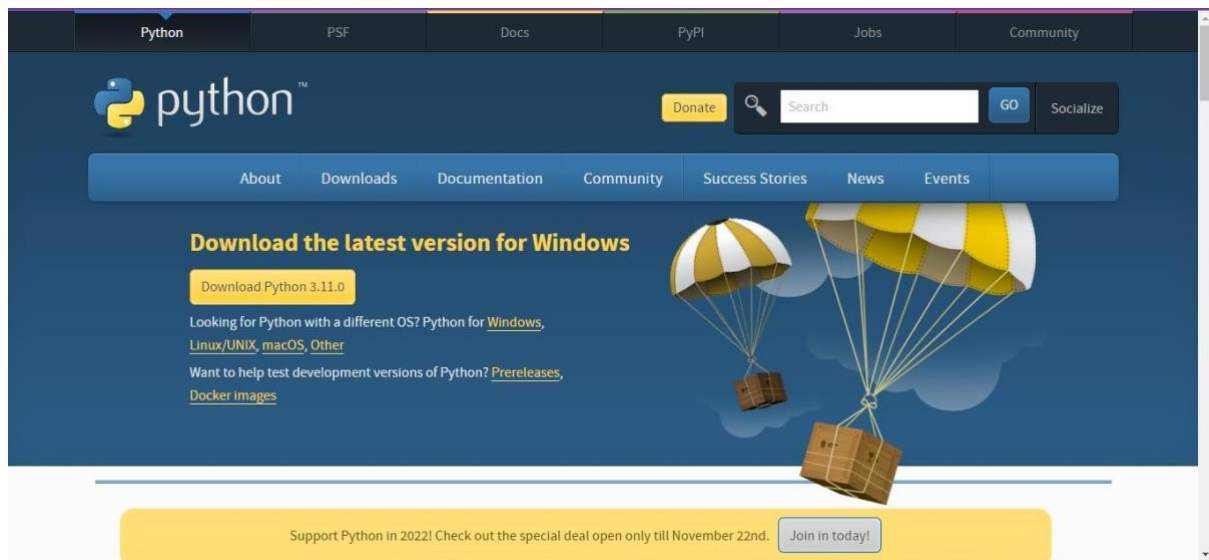 Python PSF Docs PyPI Jobs Community
python™
Donate Search GO Socialize
About Downloads Documentation Community Success Stories News Events
Download the latest version for Windows
Download Python 3.11.0
Looking for Python with a different OS? Python for Windows,
Linux/UNIX, macOS, Other
Want to help test development versions of Python? Prereleases,
Docker images
Support Python in 2022! Check out the special deal open only till November 22nd. Join in today!